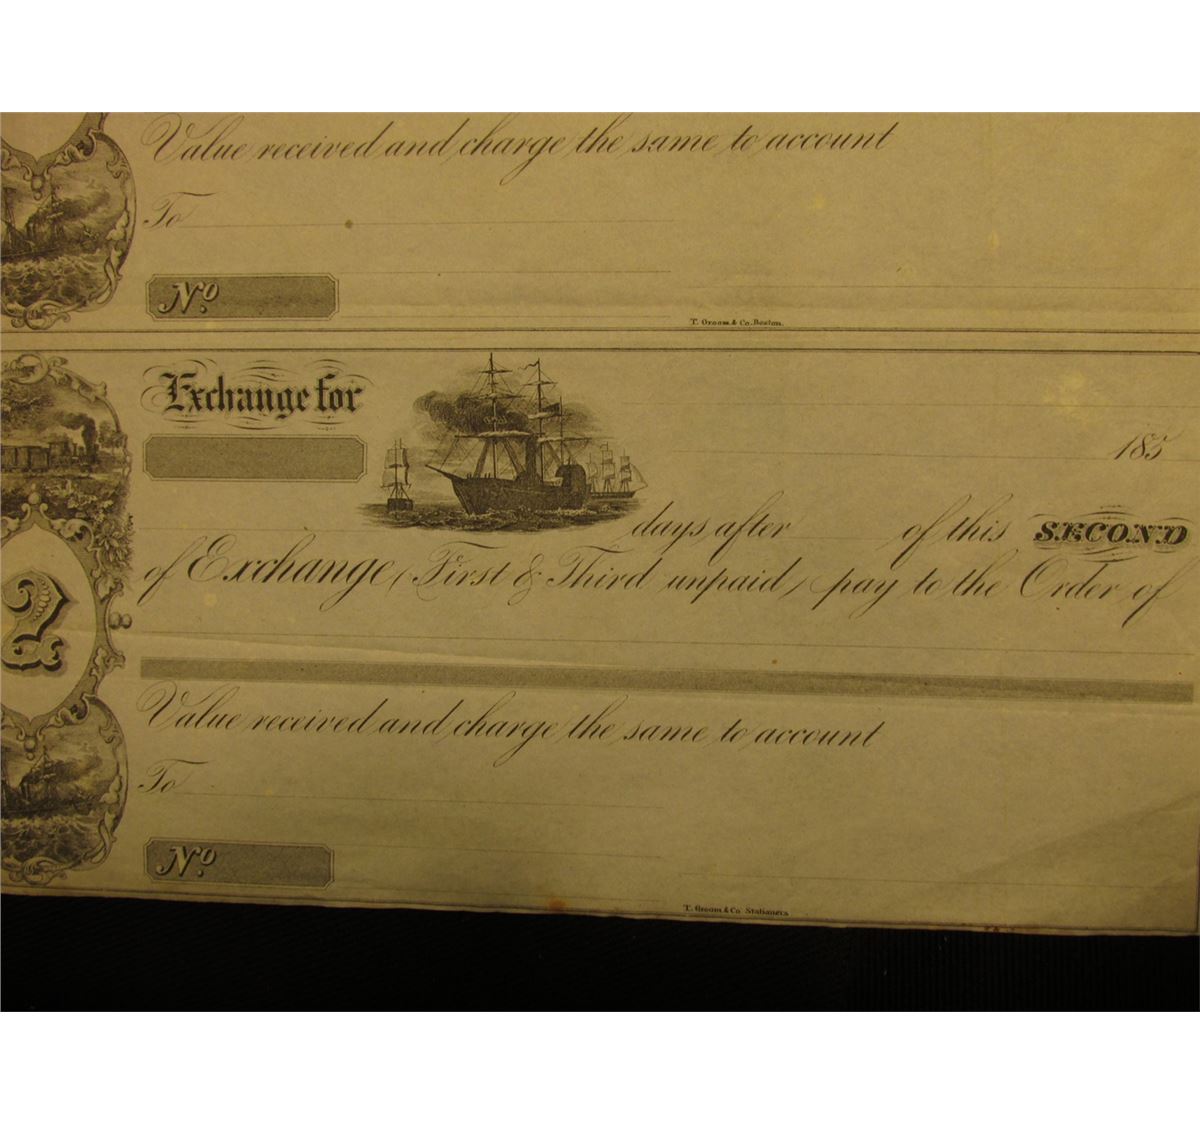 Value received and charge the same to account
To
No.
T. Groom & Co. Boston.
Exchange for
185
days after of this SECOND
of Exchange, (First & Third unpaid) pay to the Order of
2
Value received and charge the same to account
To
No.
T. Groom & Co Stationers